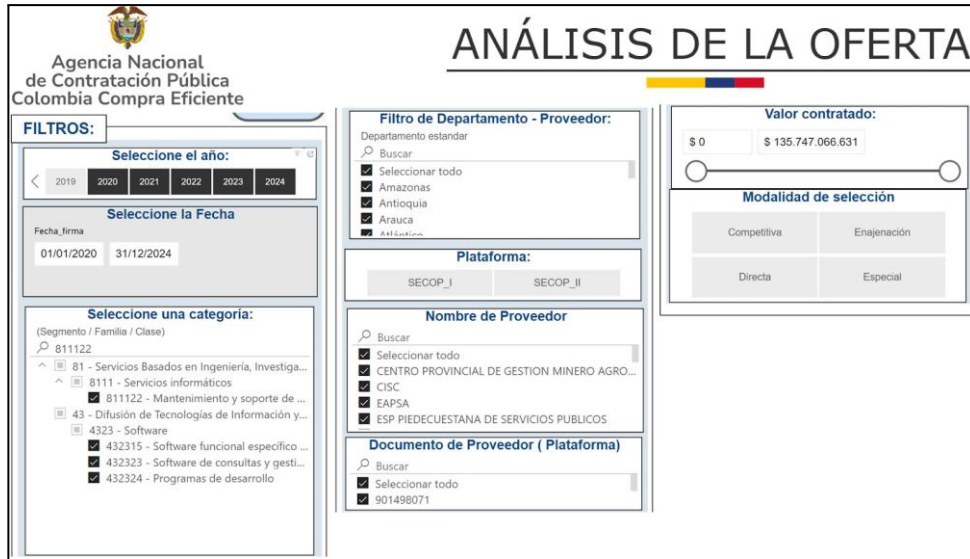 ANÁLISIS DE LA OFERTA
Agencia Nacional
de Contratación Pública
Colombia Compra Eficiente
FILTROS:
Seleccione el año:
2019 2020 2021 2022 2023 2024
Seleccione la Fecha
Fecha_firma
01/01/2020 31/12/2024
Seleccione una categoría:
(Segmento / Familia / Clase)
811122
81 - Servicios Basados en Ingeniería, Investiga...
8111 - Servicios informáticos
811122 - Mantenimiento y soporte de ...
43 - Difusión de Tecnologías de Información y...
4323 - Software
432315 - Software funcional específico ...
432323 - Software de consultas y gesti...
432324 - Programas de desarrollo
Filtro de Departamento - Proveedor:
Departamento estandar
Buscar
Seleccionar todo
Amazonas
Antioquia
Arauca
Atlántico
Plataforma:
SECOP_I SECOP_II
Nombre de Proveedor
Buscar
Seleccionar todo
CENTRO PROVINCIAL DE GESTION MINERO AGRO...
CISC
EAPSA
ESP PIEDECUESTANA DE SERVICIOS PUBLICOS
Documento de Proveedor ( Plataforma)
Buscar
Seleccionar todo
901498071
Valor contratado:
$ 0 $ 135.747.066.631
Modalidad de selección
Competitiva Enajenación
Directa Especial